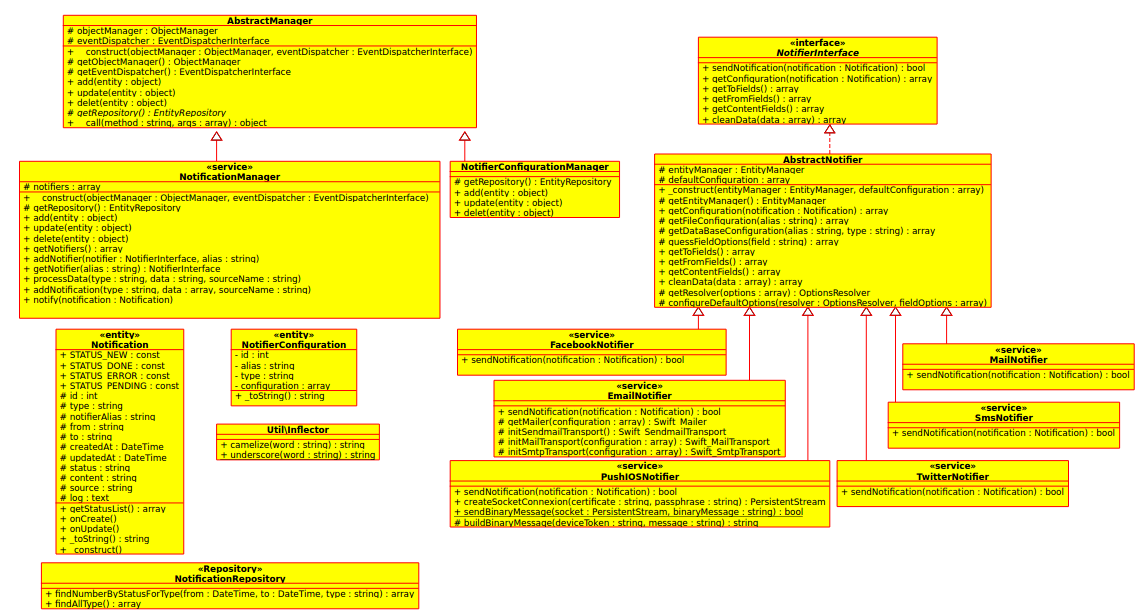 AbstractManager
# objectManager : ObjectManager
# eventDispatcher : EventDispatcherInterface
+ __construct(objectManager : ObjectManager, eventDispatcher : EventDispatcherInterface)
# getObjectManager() : ObjectManager
# getEventDispatcher() : EventDispatcherInterface
+ add(entity : object)
+ update(entity : object)
+ delet(entity : object)
# getRepository() : EntityRepository
+ __call(method : string, args : array) : object
«interface»
NotifierInterface
+ sendNotification(notification : Notification) : bool
+ getConfiguration(notification : Notification) : array
+ getToFields() : array
+ getFromFields() : array
+ getContentFields() : array
+ cleanData(data : array) : array
«service»
NotificationManager
# notifiers : array
+ __construct(objectManager : ObjectManager, eventDispatcher : EventDispatcherInterface)
# getRepository() : EntityRepository
+ add(entity : object)
+ update(entity : object)
+ delete(entity : object)
+ getNotifiers() : array
+ addNotifier(notifier : NotifierInterface, alias : string)
+ getNotifier(alias : string) : NotifierInterface
+ processData(type : string, data : string, sourceName : string)
+ addNotification(type : string, data : array, sourceName : string)
+ notify(notification : Notification)
NotifierConfigurationManager
# getRepository() : EntityRepository
+ add(entity : object)
+ update(entity : object)
+ delet(entity : object)
AbstractNotifier
# entityManager : EntityManager
# defaultConfiguration : array
+ _construct(entityManager : EntityManager, defaultConfiguration : array)
# getEntityManager() : EntityManager
+ getConfiguration(notification : Notification) : array
# getFileConfiguration(alias : string) : array
# getDataBaseConfiguration(alias : string, type : string) : array
# guessFieldOptions(field : string) : array
+ getToFields() : array
+ getFromFields() : array
+ getContentFields() : array
+ cleanData(data : array) : array
# getResolver(options : array) : OptionsResolver
# configureDefaultOptions(resolver : OptionsResolver, fieldOptions : array)
«entity»
Notification
+ STATUS_NEW : const
+ STATUS_DONE : const
+ STATUS_ERROR : const
+ STATUS_PENDING : const
# id : int
# type : string
# notifierAlias : string
# from : string
# to : string
# createdAt : DateTime
# updatedAt : DateTime
# status : string
# content : string
# source : string
# log : text
+ getStatusList() : array
+ onCreate()
+ onUpdate()
+ _toString() : string
+ _construct()
«entity»
NotifierConfiguration
- id : int
- alias : string
- type : string
- configuration : array
+ _toString() : string
Util\Inflector
+ camelize(word : string) : string
+ underscore(word : string) : string
«Repository»
NotificationRepository
+ findNumberByStatusForType(from : DateTime, to : DateTime, type : string) : array
+ findAllType() : array
«service»
FacebookNotifier
+ sendNotification(notification : Notification) : bool
«service»
EmailNotifier
+ sendNotification(notification : Notification) : bool
# getMailer(configuration : array) : Swift_Mailer
# initSendmailTransport() : Swift_SendmailTransport
# initMailTransport(configuration : array) : Swift_MailTransport
# initSmtpTransport(configuration : array) : Swift_SmtpTransport
«service»
PushIOSNotifier
+ sendNotification(notification : Notification) : bool
+ createSocketConnexion(certificate : string, passphrase : string) : PersistentStream
+ sendBinaryMessage(socket : PersistentStream, binaryMessage : string) : bool
# buildBinaryMessage(deviceToken : string, message : string) : string
«service»
MailNotifier
+ sendNotification(notification : Notification) : bool
«service»
SmsNotifier
+ sendNotification(notification : Notification) : bool
«service»
TwitterNotifier
+ sendNotification(notification : Notification) : bool